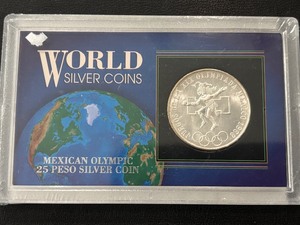 WORLD
SILVER COINS
MEXICAN OLYMPIC
25 PESO SILVER COIN